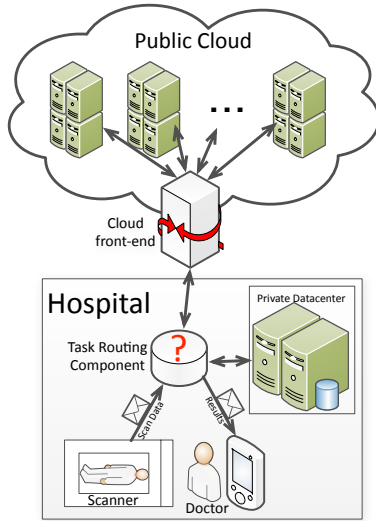 Public Cloud
...
Cloud
front-end
Hospital
Private Datacenter
Task Routing
Component
?
Scan Data
Results
Scanner
Doctor